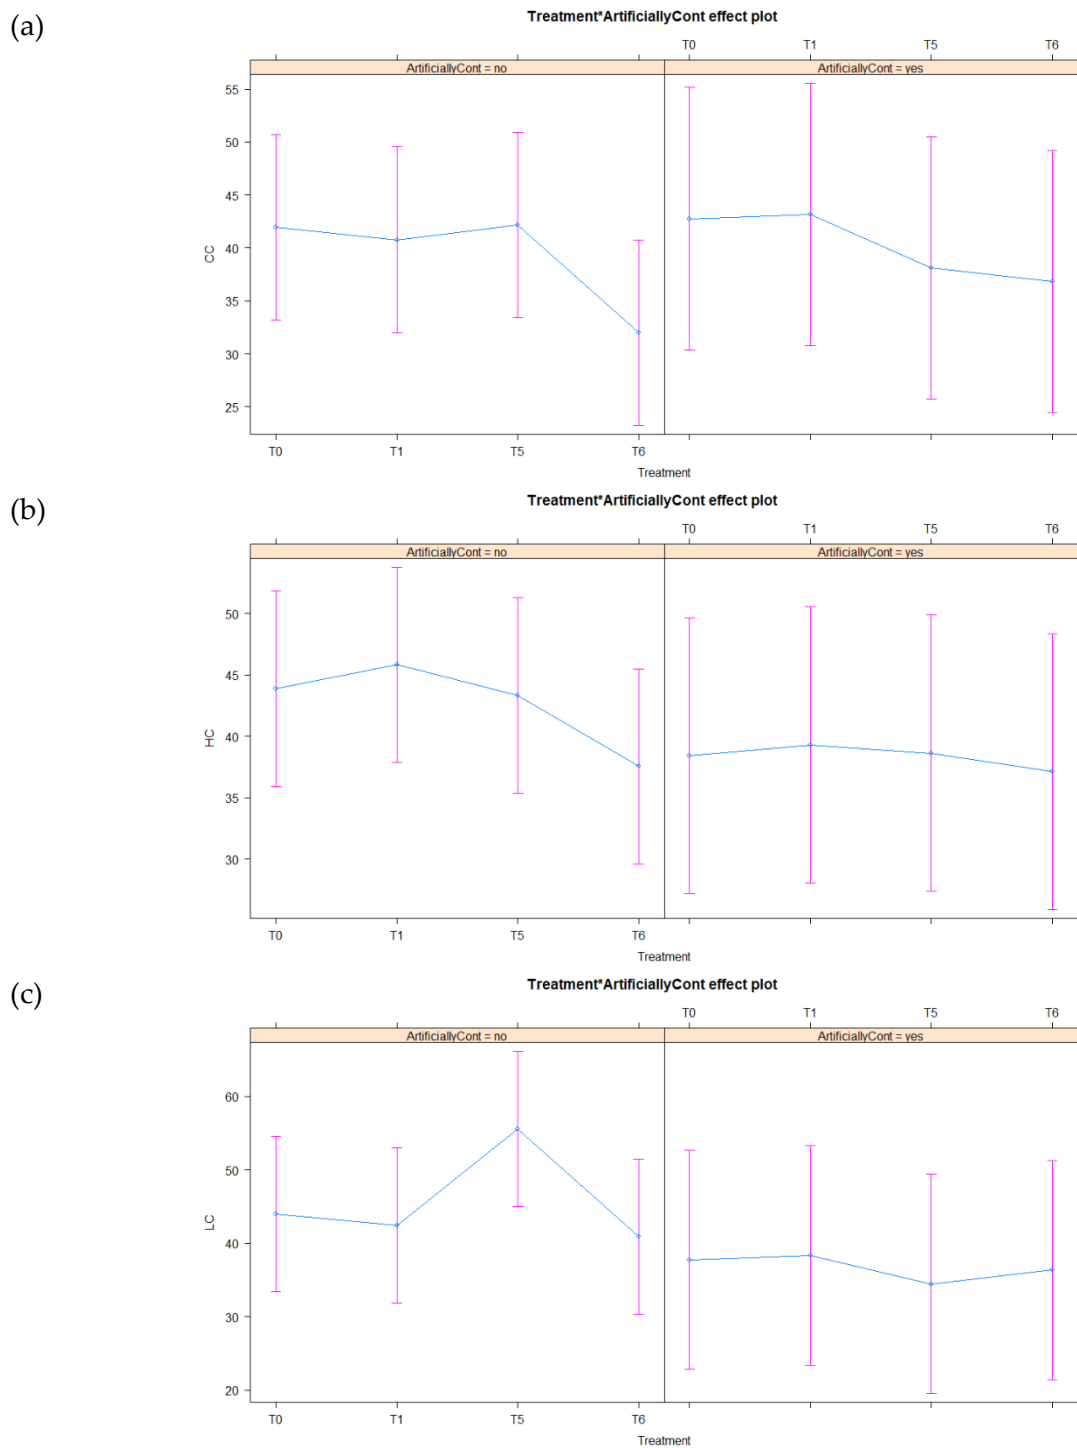 (a)
Treatment*ArtificiallyCont effect plot
T0 T1 T5 T6
ArtificiallyCont = no ArtificiallyCont = yes
55
50
45
40
35
30
25
CC
T0 T1 T5 T6
Treatment
(b)
Treatment*ArtificiallyCont effect plot
T0 T1 T5 T6
ArtificiallyCont = no ArtificiallyCont = yes
50
45
40
35
30
HC
T0 T1 T5 T6
Treatment
(c)
Treatment*ArtificiallyCont effect plot
T0 T1 T5 T6
ArtificiallyCont = no ArtificiallyCont = yes
60
50
40
30
20
LC
T0 T1 T5 T6
Treatment